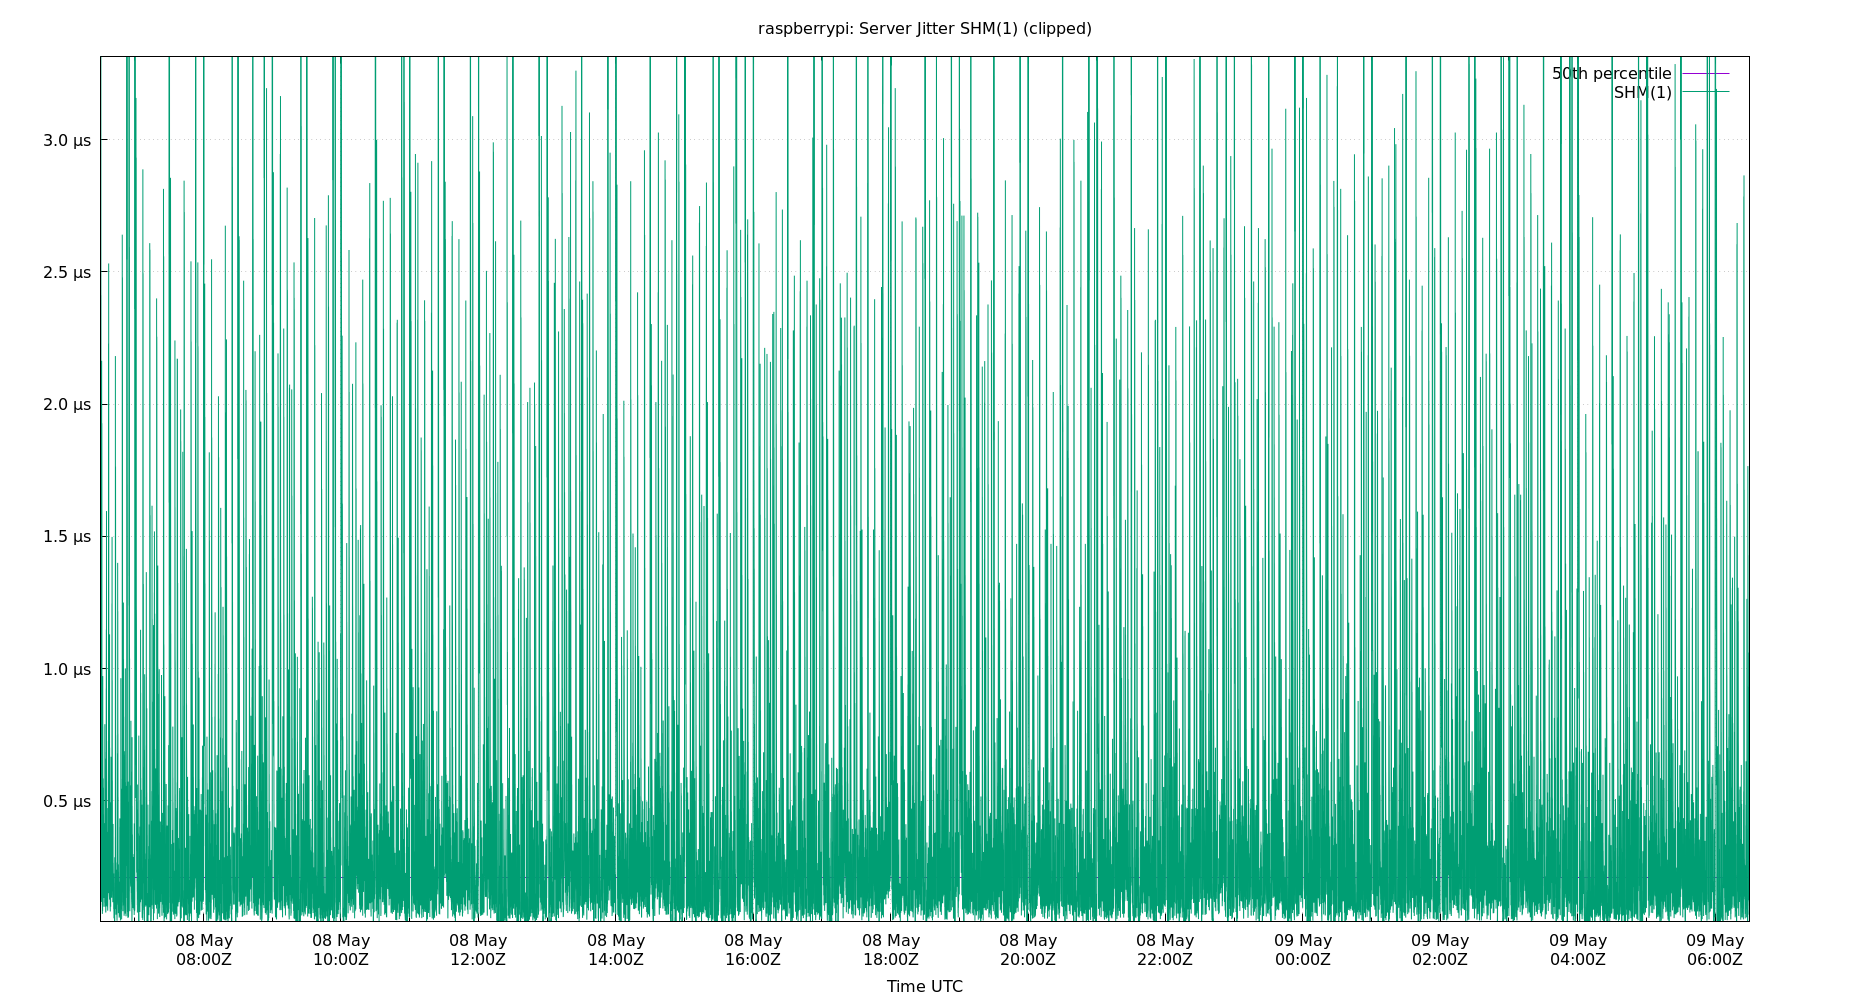 raspberrypi: Server Jitter SHM(1) (clipped)
50th percentile
SHM(1)
3.0 µs
2.5 µs
2.0 µs
1.5 µs
1.0 µs
0.5 µs
08 May 08 May 08 May 08 May 08 May 08 May 08 May 08 May 09 May 09 May 09 May 09 May
08:00Z 10:00Z 12:00Z 14:00Z 16:00Z 18:00Z 20:00Z 22:00Z 00:00Z 02:00Z 04:00Z 06:00Z
Time UTC